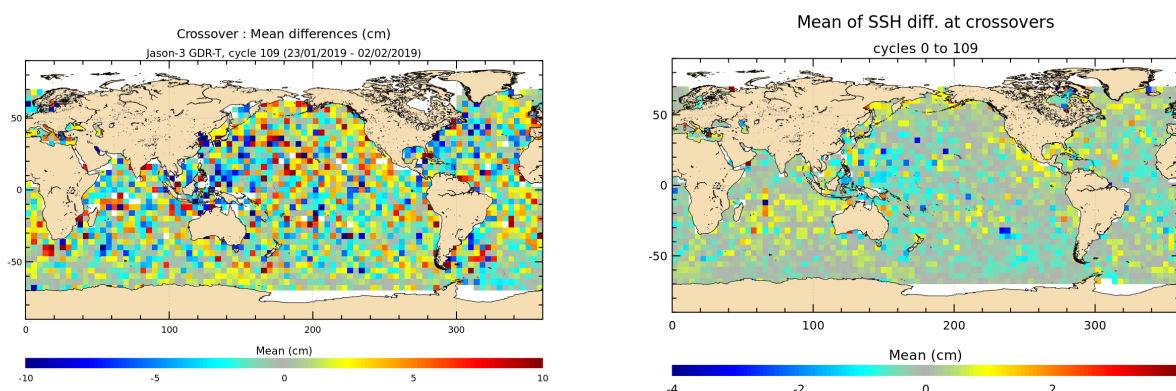 Crossover : Mean differences (cm)
Jason-3 GDR-T, cycle 109 (23/01/2019 - 02/02/2019)
50
0
-50
0 100 200 300
Mean (cm)
-10 -5 0 5 10
Mean of SSH diff. at crossovers
cycles 0 to 109
50
0
-50
0 100 200 300
Mean (cm)
-4 -2 0 2